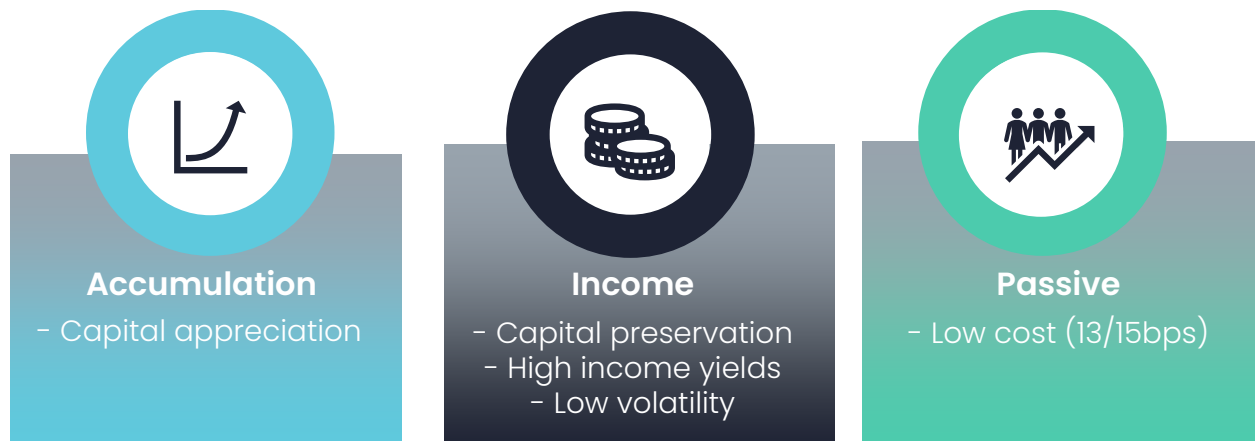 Accumulation
- Capital appreciation
Income
- Capital preservation
- High income yields
- Low volatility
Passive
- Low cost (13/15bps)